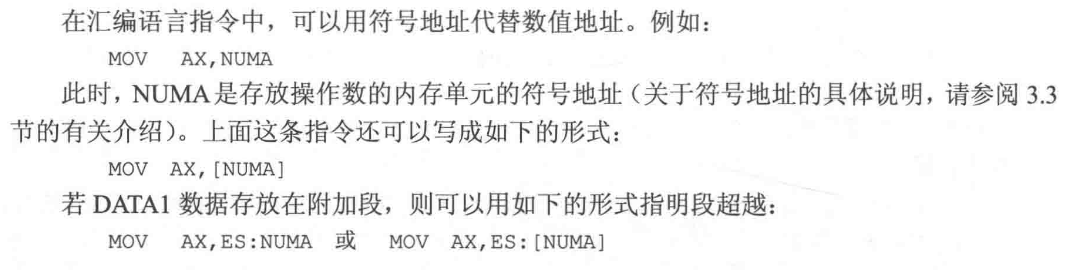 在汇编语言指令中，可以用符号地址代替数值地址。例如：
MOV AX,NUMA
此时，NUMA是存放操作数的内存单元的符号地址（关于符号地址的具体说明，请参阅 3.3
节的有关介绍）。上面这条指令还可以写成如下的形式：
MOV AX,[NUMA]
若 DATA1 数据存放在附加段，则可以用如下的形式指明段超越：
MOV AX,ES:NUMA 或 MOV AX,ES:[NUMA]